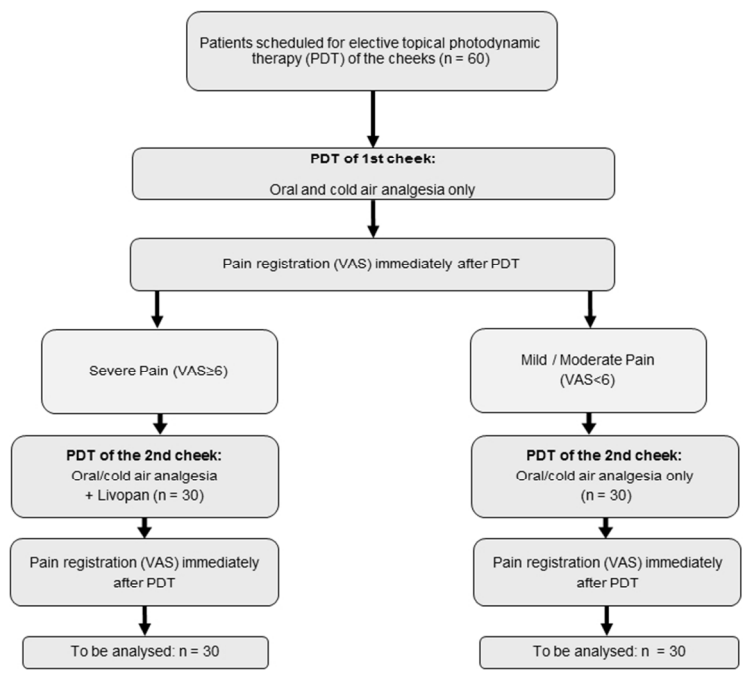 Patients scheduled for elective topical photodynamic
therapy (PDT) of the cheeks (n = 60)
PDT of 1st cheek:
Oral and cold air analgesia only
Pain registration (VAS) immediately after PDT
Severe Pain (VAS≥6)
Mild / Moderate Pain
(VAS<6)
PDT of the 2nd cheek:
Oral/cold air analgesia
+ Livopan (n = 30)
PDT of the 2nd cheek:
Oral/cold air analgesia only
(n = 30)
Pain registration (VAS) immediately
after PDT
Pain registration (VAS) immediately
after PDT
To be analysed: n = 30
To be analysed: n = 30